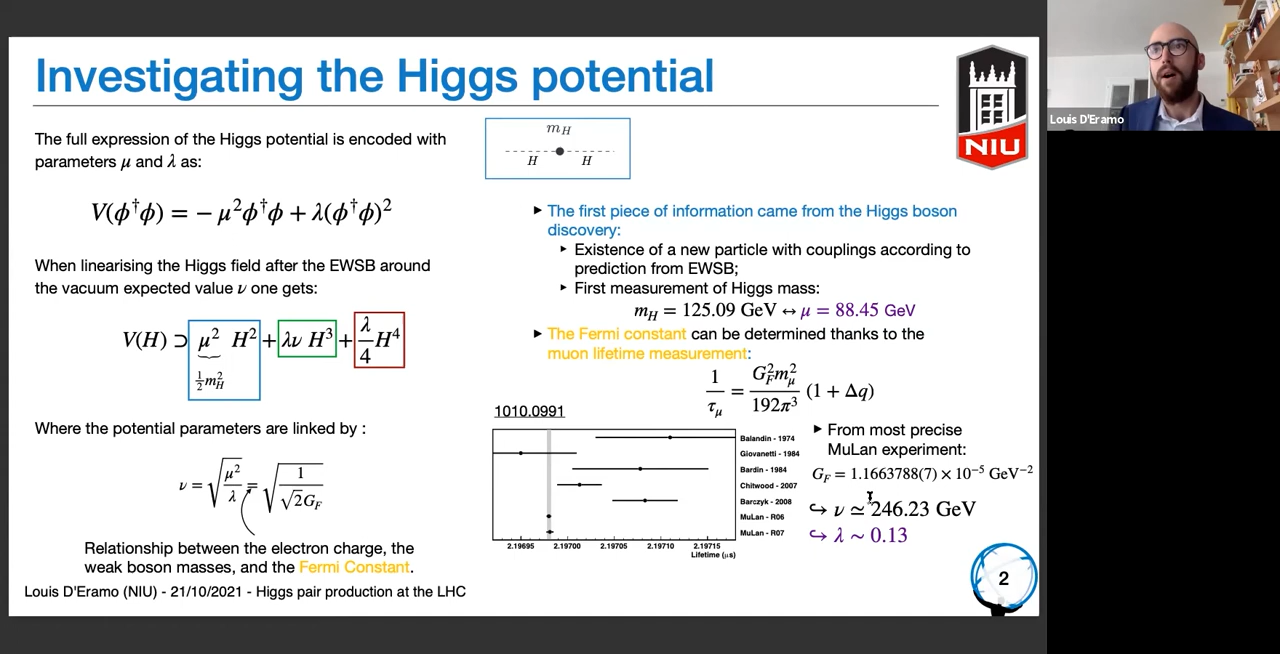 Investigating the Higgs potential
The full expression of the Higgs potential is encoded with
parameters μ and λ as:
V(ϕ†ϕ) = − μ²ϕ†ϕ + λ(ϕ†ϕ)²
When linearising the Higgs field after the EWSB around
the vacuum expected value ν one gets:
V(H) ⊃ μ² H² + λν H³ + λ/4 H⁴
½m²_H
Where the potential parameters are linked by :
ν = √(μ²/λ) = √(1/(√2G_F))
Relationship between the electron charge, the
weak boson masses, and the Fermi Constant.
Louis D'Eramo (NIU) - 21/10/2021 - Higgs pair production at the LHC
m_H
H H
▸ The first piece of information came from the Higgs boson
discovery:
▸ Existence of a new particle with couplings according to
prediction from EWSB;
▸ First measurement of Higgs mass:
m_H = 125.09 GeV ↔ μ = 88.45 GeV
▸ The Fermi constant can be determined thanks to the
muon lifetime measurement:
1/τ_μ = G²_F m²_μ/192π³ (1 + Δq)
1010.0991
Balandin - 1974
Giovanetti - 1984
Bardin - 1984
Chitwood - 2007
Barczyk - 2008
MuLan - R06
MuLan - R07
2.19695 2.19700 2.19705 2.19710 2.19715
Lifetime (μs)
▸ From most precise
MuLan experiment:
G_F = 1.1663788(7) × 10⁻⁵ GeV⁻²
↪ ν ≃ 246.23 GeV
↪ λ ∼ 0.13
2
NIU
Louis D'Eramo